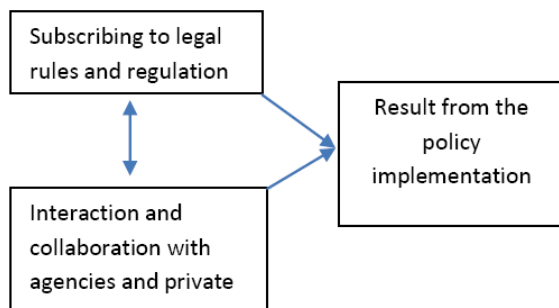 Subscribing to legal
rules and regulation
Result from the
policy
implementation
Interaction and
collaboration with
agencies and private